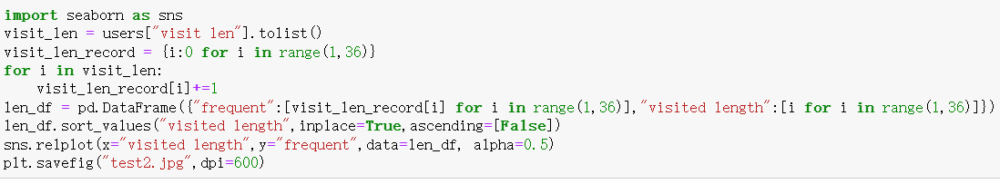 import seaborn as sns
visit_len = users["visit len"].tolist()
visit_len_record = {i:0 for i in range(1,36)}
for i in visit_len:
    visit_len_record[i]+=1
len_df = pd.DataFrame({"frequent":[visit_len_record[i] for i in range(1,36)],"visited length":[i for i in range(1,36)]})
len_df.sort_values("visited length",inplace=True,ascending=[False])
sns.relplot(x="visited length",y="frequent",data=len_df, alpha=0.5)
plt.savefig("test2.jpg",dpi=600)